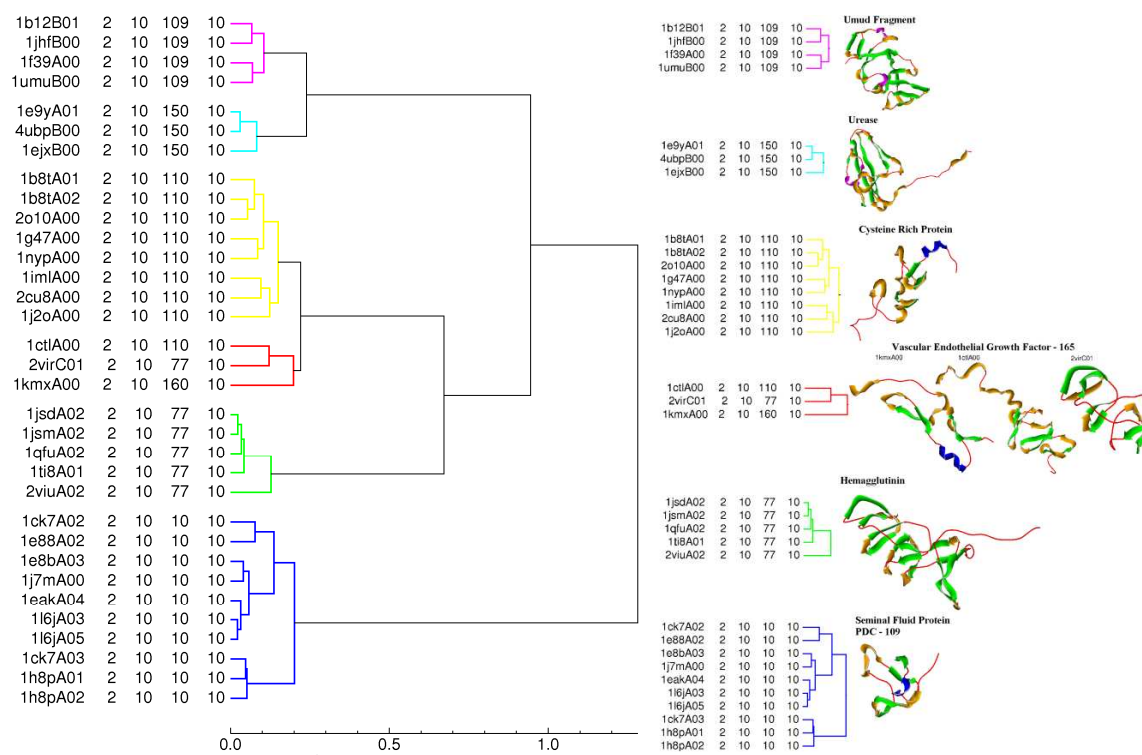 1b12B01 2 10 109 10
1jhfB00 2 10 109 10
1f39A00 2 10 109 10
1umuB00 2 10 109 10
1e9yA01 2 10 150 10
4ubpB00 2 10 150 10
1ejxB00 2 10 150 10
1b8tA01 2 10 110 10
1b8tA02 2 10 110 10
2o10A00 2 10 110 10
1g47A00 2 10 110 10
1nypA00 2 10 110 10
1imlA00 2 10 110 10
2cu8A00 2 10 110 10
1j2oA00 2 10 110 10
1ctlA00 2 10 110 10
2virC01 2 10 77 10
1kmxA00 2 10 160 10
1jsdA02 2 10 77 10
1jsmA02 2 10 77 10
1qfuA02 2 10 77 10
1ti8A01 2 10 77 10
2viuA02 2 10 77 10
1ck7A02 2 10 10 10
1e88A02 2 10 10 10
1e8bA03 2 10 10 10
1j7mA00 2 10 10 10
1eakA04 2 10 10 10
1l6jA03 2 10 10 10
1l6jA05 2 10 10 10
1ck7A03 2 10 10 10
1h8pA01 2 10 10 10
1h8pA02 2 10 10 10
0.0 0.5 1.0
Umud Fragment
1b12B01 2 10 109 10
1jhfB00 2 10 109 10
1f39A00 2 10 109 10
1umuB00 2 10 109 10
Urease
1e9yA01 2 10 150 10
4ubpB00 2 10 150 10
1ejxB00 2 10 150 10
Cysteine Rich Protein
1b8tA01 2 10 110 10
1b8tA02 2 10 110 10
2o10A00 2 10 110 10
1g47A00 2 10 110 10
1nypA00 2 10 110 10
1imlA00 2 10 110 10
2cu8A00 2 10 110 10
1j2oA00 2 10 110 10
Vascular Endothelial Growth Factor - 165
1kmxA00 1ctlA00 2virC01
1ctlA00 2 10 110 10
2virC01 2 10 77 10
1kmxA00 2 10 160 10
Hemagglutinin
1jsdA02 2 10 77 10
1jsmA02 2 10 77 10
1qfuA02 2 10 77 10
1ti8A01 2 10 77 10
2viuA02 2 10 77 10
Seminal Fluid Protein
PDC - 109
1ck7A02 2 10 10 10
1e88A02 2 10 10 10
1e8bA03 2 10 10 10
1j7mA00 2 10 10 10
1eakA04 2 10 10 10
1l6jA03 2 10 10 10
1l6jA05 2 10 10 10
1ck7A03 2 10 10 10
1h8pA01 2 10 10 10
1h8pA02 2 10 10 10